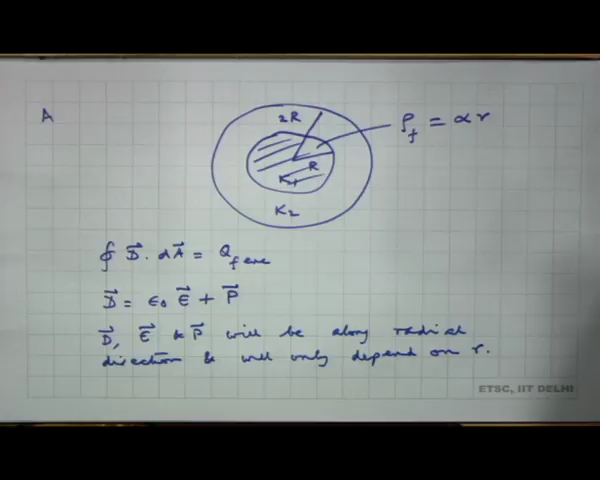 A
2R
ρf = αr
R
K1
K2
∮ D⃗ . dA⃗ = Qf enc
D⃗ = ϵ0 E⃗ + P⃗
D⃗, E⃗ & P⃗ will be along radial
direction & will only depend on r.
ETSC, IIT DELHI